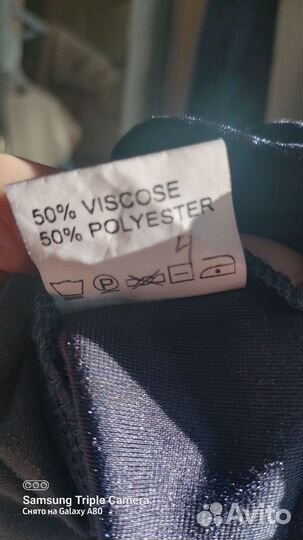 50% VISCOSE
50% POLYESTER
P
Samsung Triple Camera
Снято на Galaxy A80
Avito